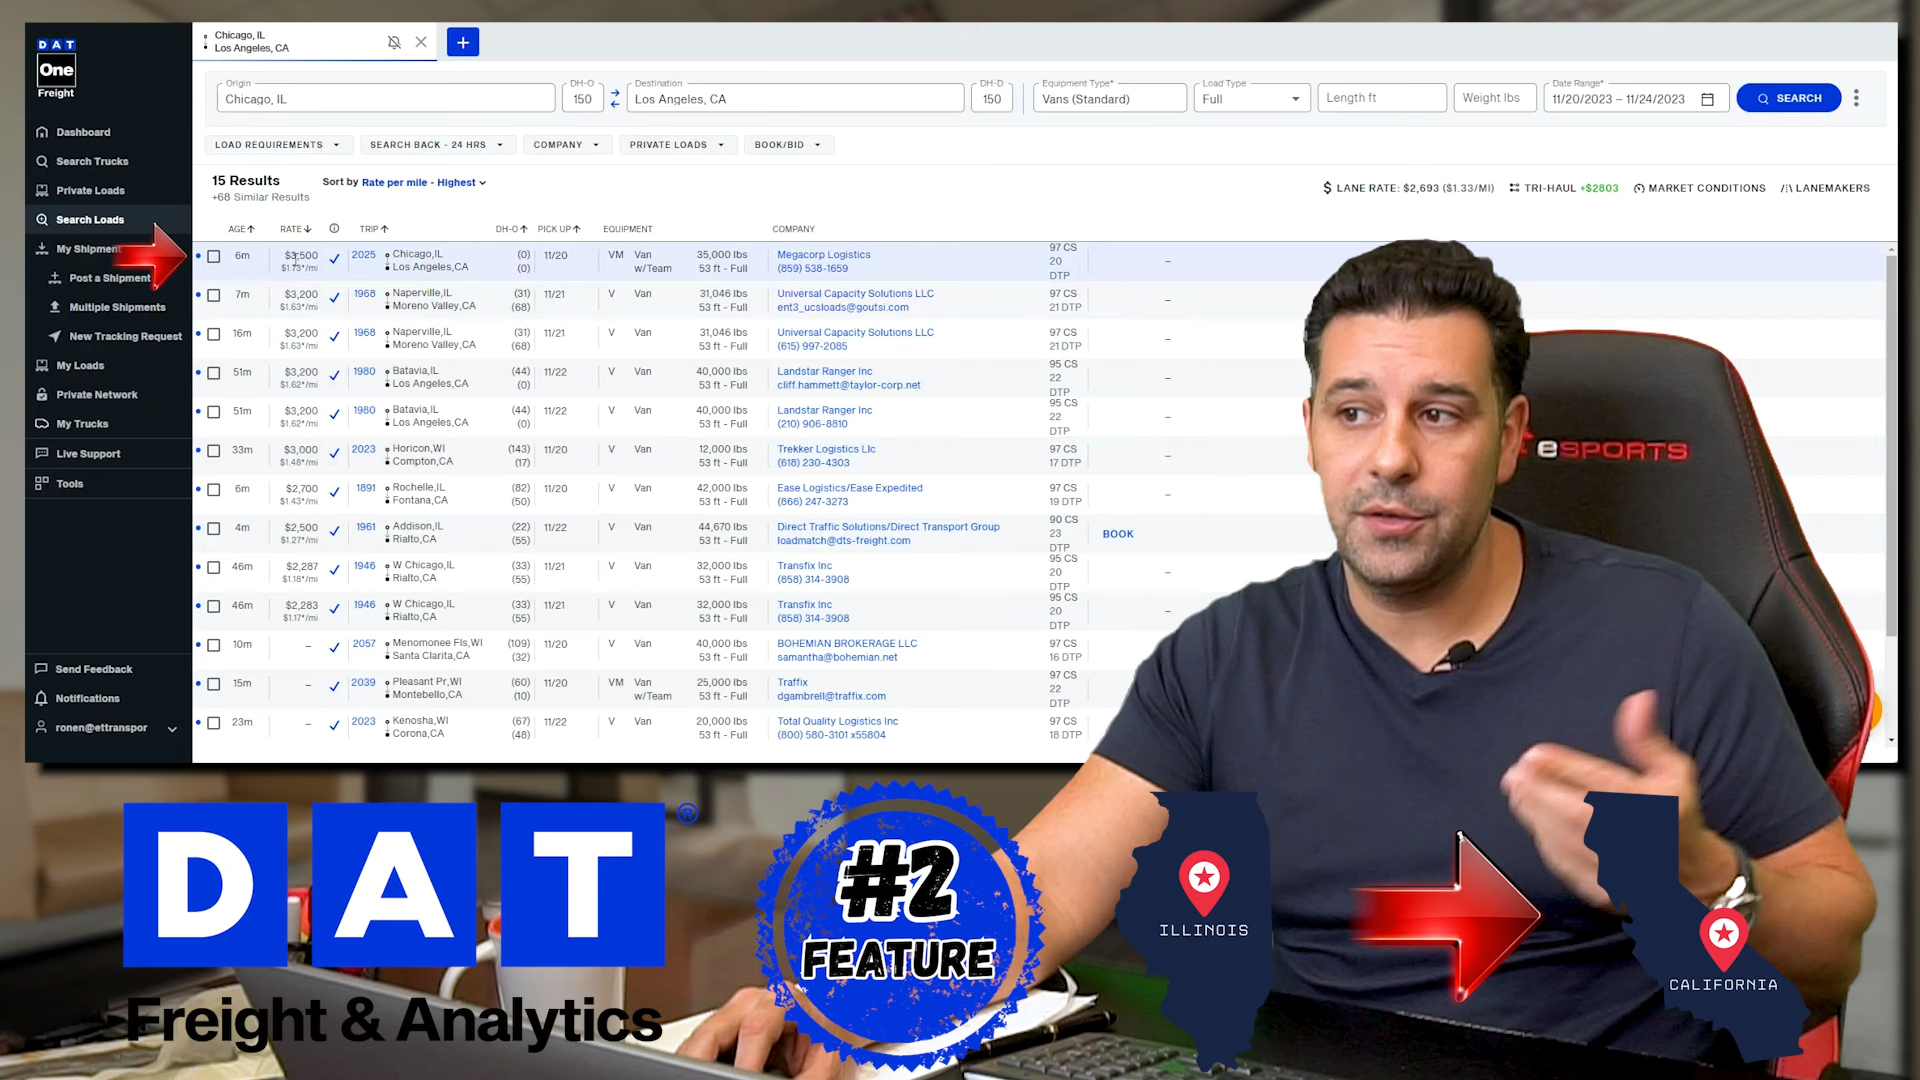 DAT
One
Freight
Dashboard
Search Trucks
Private Loads
Search Loads
My Shipment
Post a Shipment
Multiple Shipments
New Tracking Request
My Loads
Private Network
My Trucks
Live Support
Tools
Send Feedback
Notifications
ronen@ettranspor
Chicago, IL
Los Angeles, CA
+
Origin
Chicago, IL
DH-O
150
Destination
Los Angeles, CA
DH-D
150
Equipment Type*
Vans (Standard)
Load Type
Full
Length ft
Weight lbs
Date Range*
11/20/2023 – 11/24/2023
SEARCH
LOAD REQUIREMENTS
SEARCH BACK - 24 HRS
COMPANY
PRIVATE LOADS
BOOK/BID
15 Results
+68 Similar Results
Sort by Rate per mile - Highest
$ LANE RATE: $2,693 ($1.33/MI)
TRI-HAUL +$2803
MARKET CONDITIONS
LANEMAKERS
AGE RATE TRIP DH-O PICK UP EQUIPMENT COMPANY
6m $3,500 2025 Chicago,IL (0) 11/20 VM Van 35,000 lbs Megacorp Logistics 97 CS
$1.73*/mi Los Angeles,CA (0) w/Team 53 ft - Full (859) 538-1659 20 DTP –
7m $3,200 1968 Naperville,IL (31) 11/21 V Van 31,046 lbs Universal Capacity Solutions LLC 97 CS
$1.63*/mi Moreno Valley,CA (68) 53 ft - Full ent3_ucsloads@goutsi.com 21 DTP –
16m $3,200 1968 Naperville,IL (31) 11/21 V Van 31,046 lbs Universal Capacity Solutions LLC 97 CS
$1.63*/mi Moreno Valley,CA (68) 53 ft - Full (615) 997-2085 21 DTP –
51m $3,200 1980 Batavia,IL (44) 11/22 V Van 40,000 lbs Landstar Ranger Inc 95 CS
$1.62*/mi Los Angeles,CA (0) 53 ft - Full cliff.hammett@taylor-corp.net 22 DTP –
51m $3,200 1980 Batavia,IL (44) 11/22 V Van 40,000 lbs Landstar Ranger Inc 95 CS
$1.62*/mi Los Angeles,CA (0) 53 ft - Full (210) 906-8810 22 DTP –
33m $3,000 2023 Horicon,WI (143) 11/20 V Van 12,000 lbs Trekker Logistics Llc 97 CS
$1.48*/mi Compton,CA (17) 53 ft - Full (618) 230-4303 17 DTP –
6m $2,700 1891 Rochelle,IL (82) 11/20 V Van 42,000 lbs Ease Logistics/Ease Expedited 97 CS
$1.43*/mi Fontana,CA (50) 53 ft - Full (866) 247-3273 19 DTP –
4m $2,500 1961 Addison,IL (22) 11/22 V Van 44,670 lbs Direct Traffic Solutions/Direct Transport Group 90 CS
$1.27*/mi Rialto,CA (55) 53 ft - Full loadmatch@dts-freight.com 23 DTP BOOK
46m $2,287 1946 W Chicago,IL (33) 11/21 V Van 32,000 lbs Transfix Inc 95 CS
$1.18*/mi Rialto,CA (55) 53 ft - Full (858) 314-3908 20 DTP –
46m $2,283 1946 W Chicago,IL (33) 11/21 V Van 32,000 lbs Transfix Inc 95 CS
$1.17*/mi Rialto,CA (55) 53 ft - Full (858) 314-3908 20 DTP –
10m – 2057 Menomonee Fls,WI (109) 11/20 V Van 40,000 lbs BOHEMIAN BROKERAGE LLC 97 CS
Santa Clarita,CA (32) 53 ft - Full samantha@bohemian.net 16 DTP
15m – 2039 Pleasant Pr,WI (60) 11/20 VM Van 25,000 lbs Traffix 97 CS
Montebello,CA (10) w/Team 53 ft - Full dgambrell@traffix.com 22 DTP
23m – 2023 Kenosha,WI (67) 11/22 V Van 20,000 lbs Total Quality Logistics Inc 97 CS
Corona,CA (48) 53 ft - Full (800) 580-3101 x55804 18 DTP
eSPORTS
DAT®
Freight & Analytics
#2
FEATURE
ILLINOIS
CALIFORNIA